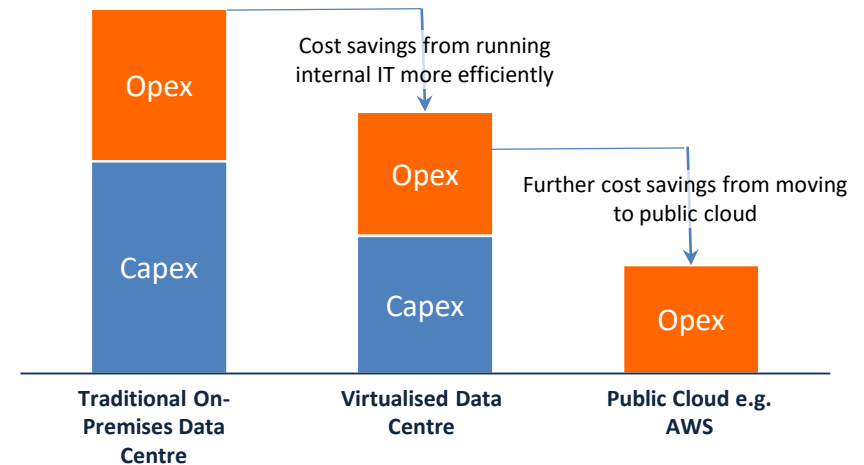 Opex
Capex
Cost savings from running
internal IT more efficiently
Opex
Capex
Further cost savings from moving
to public cloud
Opex
Traditional On-
Premises Data
Centre
Virtualised Data
Centre
Public Cloud e.g.
AWS